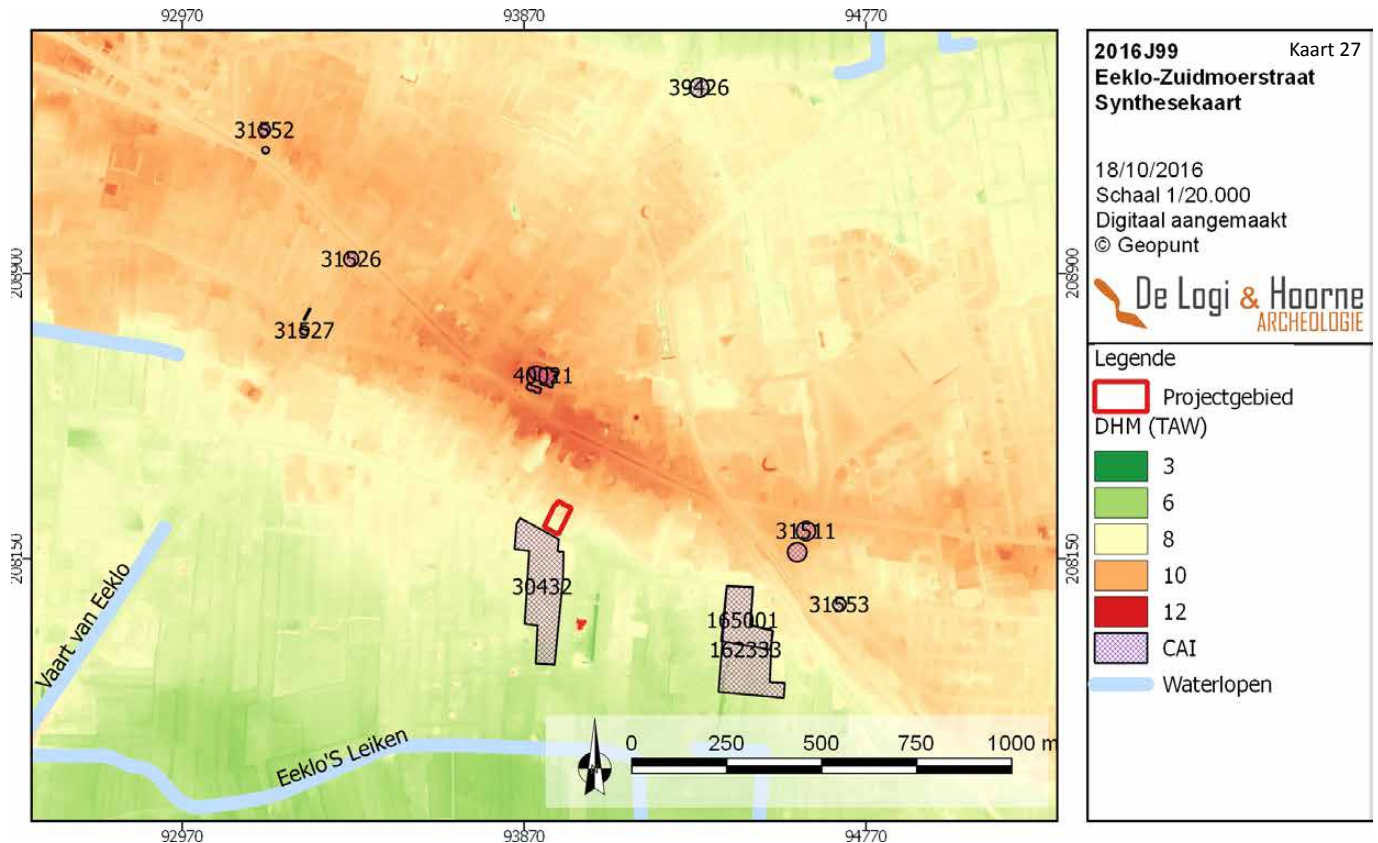 92970 93870 94770
208900 208900
208150 208150
92970 93870 94770
39426
31552
31526
31527
31511
30432
31553
165001
162333
Vaart van Eeklo
Eeklo'S Leiken
0 250 500 750 1000 m
2016J99 Kaart 27
Eeklo-Zuidmoerstraat
Synthesekaart
18/10/2016
Schaal 1/20.000
Digitaal aangemaakt
© Geopunt
De Logi & Hoorne
ARCHEOLOGIE
Legende
Projectgebied
DHM (TAW)
3
6
8
10
12
CAI
Waterlopen